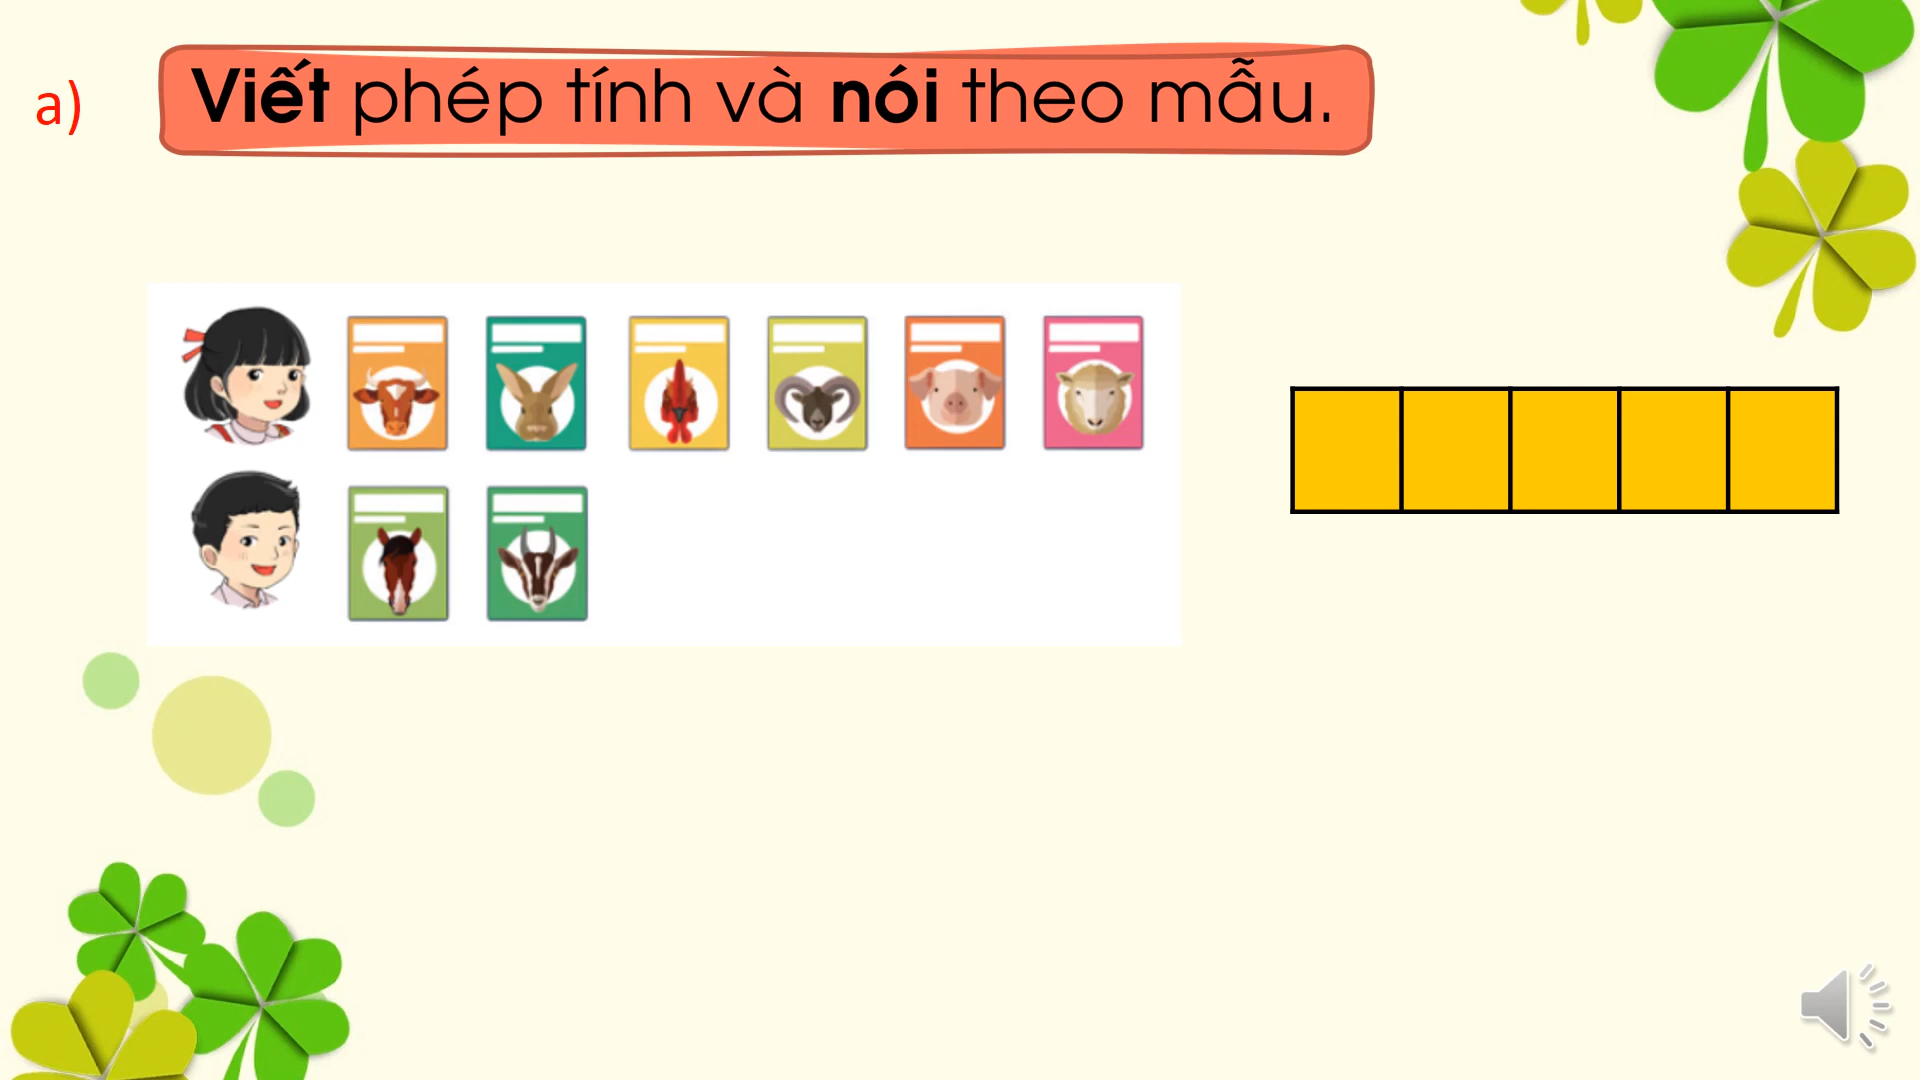 a)
Viết phép tính và nói theo mẫu.